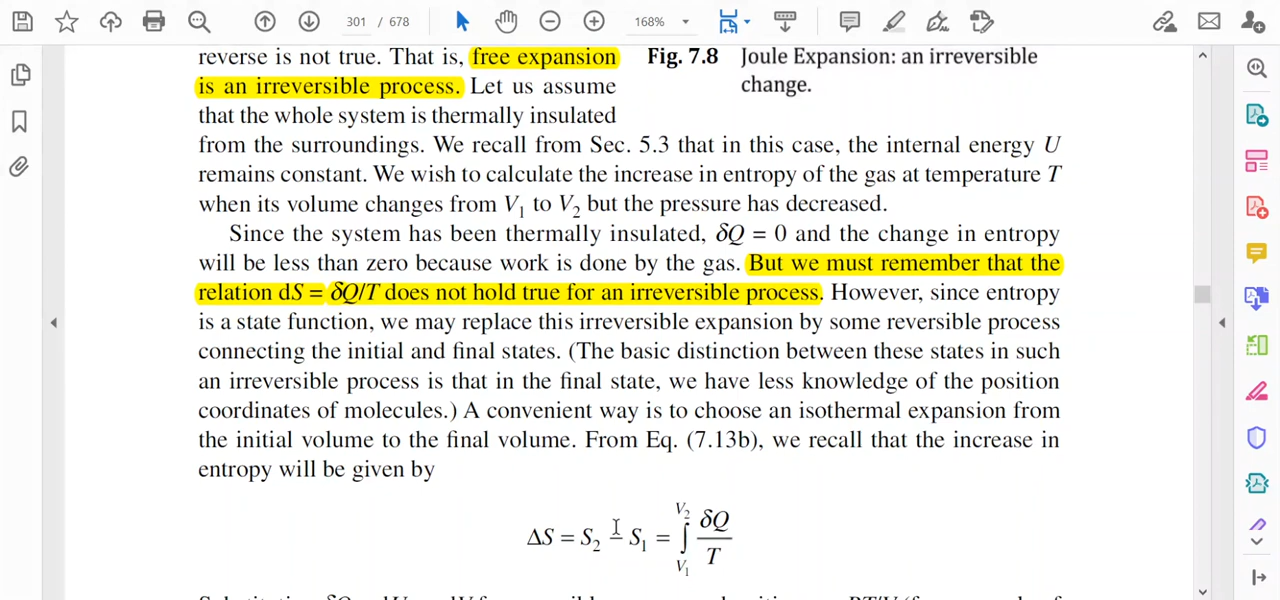 301 / 678
168%
reverse is not true. That is, free expansion
is an irreversible process. Let us assume
that the whole system is thermally insulated
Fig. 7.8 Joule Expansion: an irreversible
change.
from the surroundings. We recall from Sec. 5.3 that in this case, the internal energy U
remains constant. We wish to calculate the increase in entropy of the gas at temperature T
when its volume changes from V₁ to V₂ but the pressure has decreased.
Since the system has been thermally insulated, δQ = 0 and the change in entropy
will be less than zero because work is done by the gas. But we must remember that the
relation dS = δQ/T does not hold true for an irreversible process. However, since entropy
is a state function, we may replace this irreversible expansion by some reversible process
connecting the initial and final states. (The basic distinction between these states in such
an irreversible process is that in the final state, we have less knowledge of the position
coordinates of molecules.) A convenient way is to choose an isothermal expansion from
the initial volume to the final volume. From Eq. (7.13b), we recall that the increase in
entropy will be given by
ΔS = S₂ − S₁ = ∫_{V₁}^{V₂} δQ/T